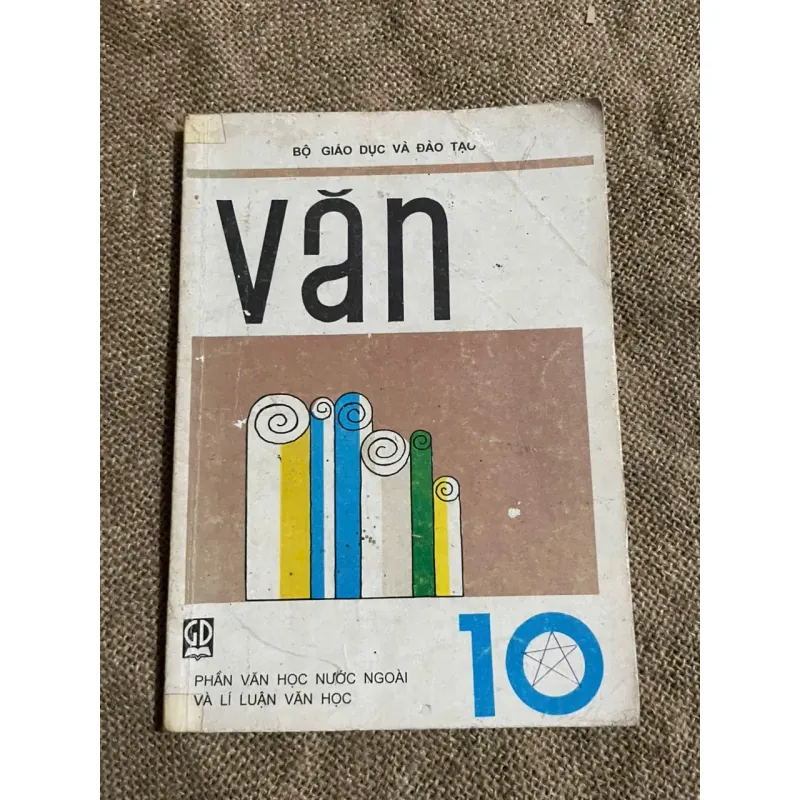 BỘ GIÁO DỤC VÀ ĐÀO TẠO
Văn
GD
10
PHẦN VĂN HỌC NƯỚC NGOÀI
VÀ LÍ LUẬN VĂN HỌC